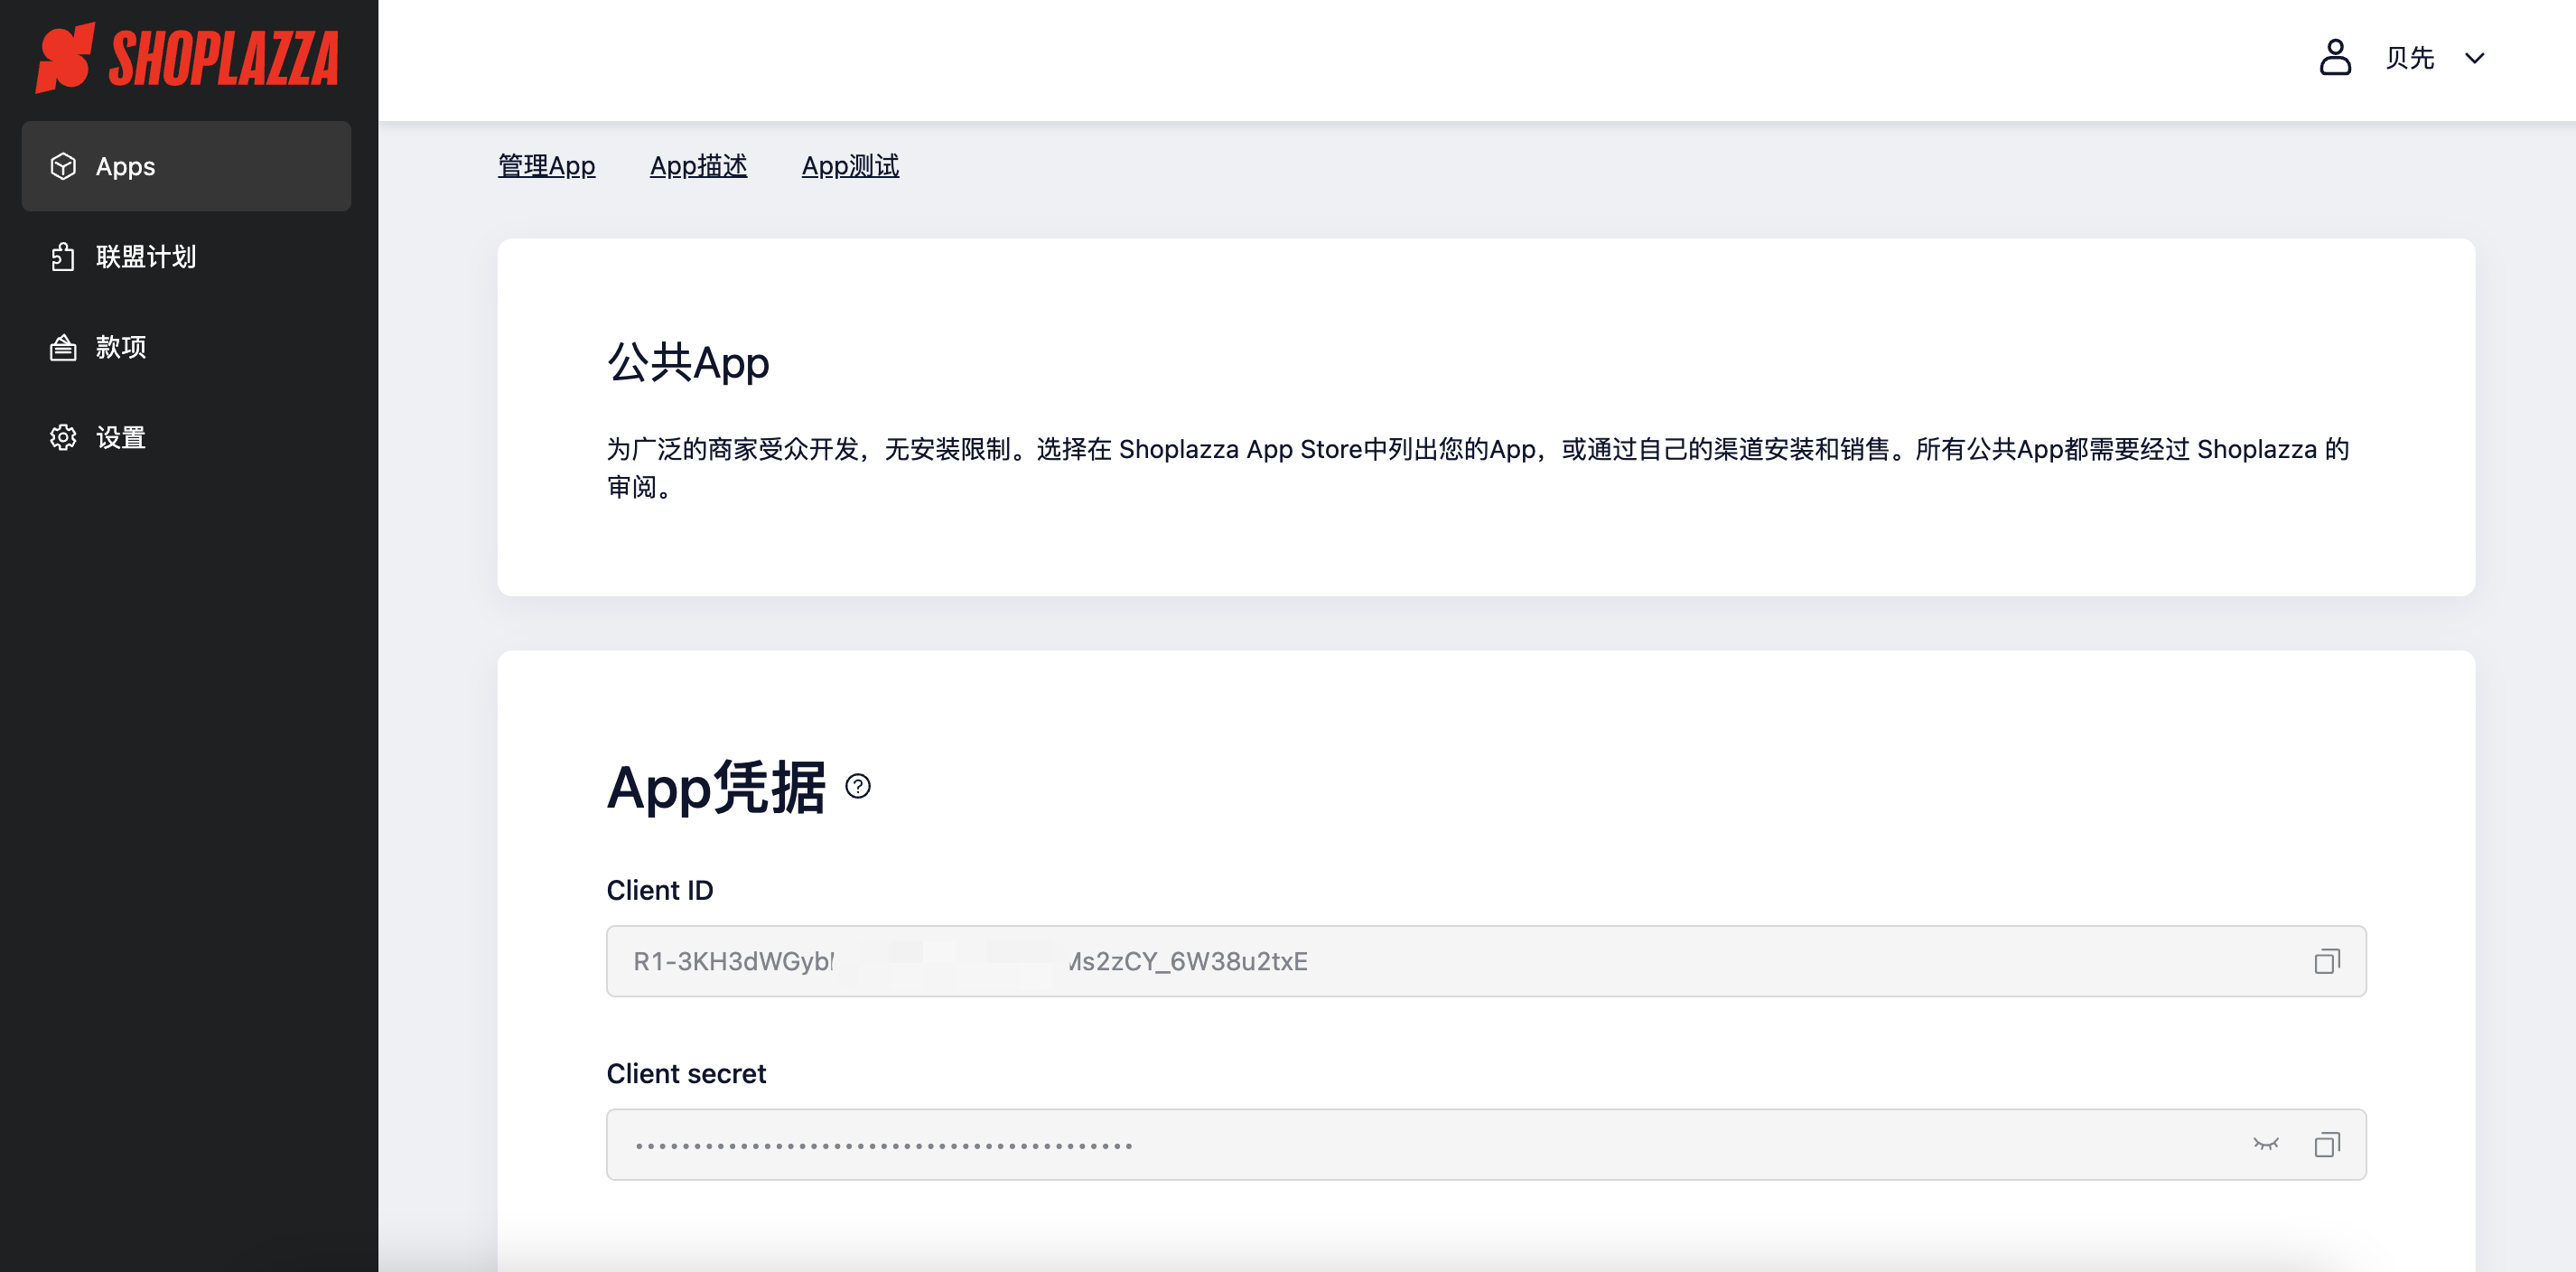 SHOPLAZZA
贝先
Apps
联盟计划
款项
设置
管理App
App描述
App测试
公共App
为广泛的商家受众开发，无安装限制。选择在 Shoplazza App Store中列出您的App，或通过自己的渠道安装和销售。所有公共App都需要经过 Shoplazza 的
审阅。
App凭据
Client ID
R1-3KH3dWGyb Ms2zCY_6W38u2txE
Client secret